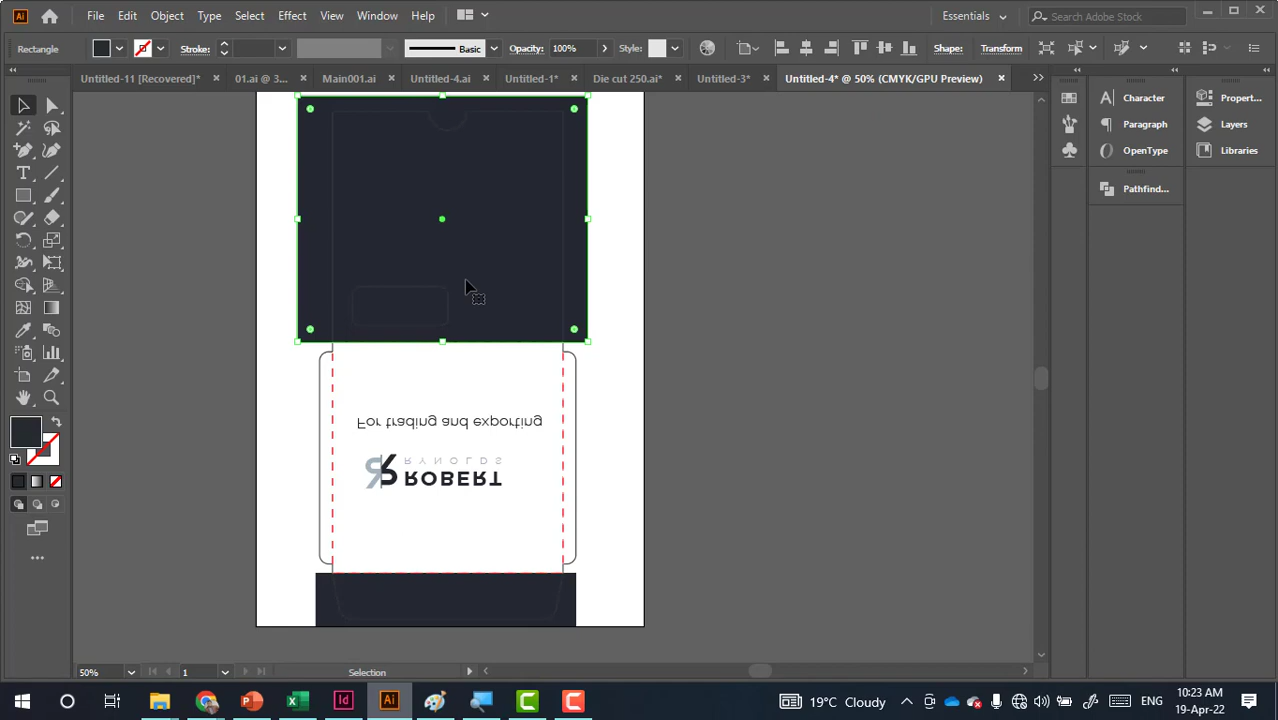 Ai
File
Edit
Object
Type
Select
Effect
View
Window
Help
Essentials
Search Adobe Stock
Rectangle
Stroke:
Basic
Opacity:
100%
Style:
Shape:
Transform
Untitled-11 [Recovered]* ×
01.ai @ 3... ×
Main001.ai ×
Untitled-4.ai ×
Untitled-1* ×
Die cut 250.ai* ×
Untitled-3* ×
Untitled-4* @ 50% (CMYK/GPU Preview) ×
Character
Paragraph
OpenType
Pathfind...
Propert...
Layers
Libraries
For trading and exporting
RYNOLDS
ROBERT
50%
1
Selection
19°C Cloudy
ENG
10:23 AM
19-Apr-22